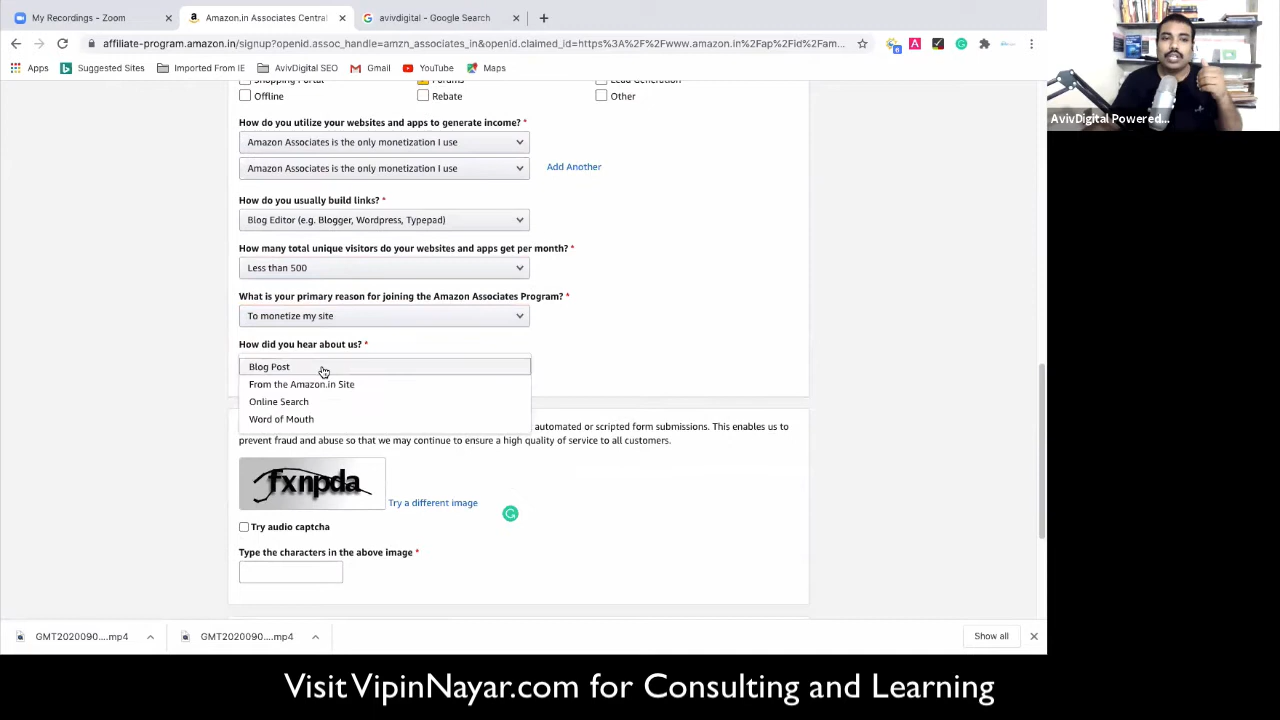 My Recordings - Zoom
Amazon.in Associates Central
avivdigital - Google Search
affiliate-program.amazon.in/signup?openid.assoc_handle=amzn_associates
claimed_id=https%3A%2F%2Fwww.amazon.in%2Fap%2Fid%2Fam...
Apps
Suggested Sites
Imported From IE
AvivDigital SEO
Gmail
Maps
Shopping Portal
Forums
Lead Generation
Offline
Rebate
Other
How do you utilize your websites and apps to generate income? *
Amazon Associates is the only monetization I use
Amazon Associates is the only monetization I use
Add Another
How do you usually build links? *
Blog Editor (e.g. Blogger, Wordpress, Typepad)
How many total unique visitors do your websites and apps get per month? *
Less than 500
What is your primary reason for joining the Amazon Associates Program? *
To monetize my site
How did you hear about us? *
Blog Post
From the Amazon.in Site
Online Search
Word of Mouth
automated or scripted form submissions. This enables us to
prevent fraud and abuse so that we may continue to ensure a high quality of service to all customers.
fxnpda
Try a different image
Try audio captcha
Type the characters in the above image *
GMT2020090....mp4
GMT2020090....mp4
Show all
AvivDigital Powered...
Visit VipinNayar.com for Consulting and Learning